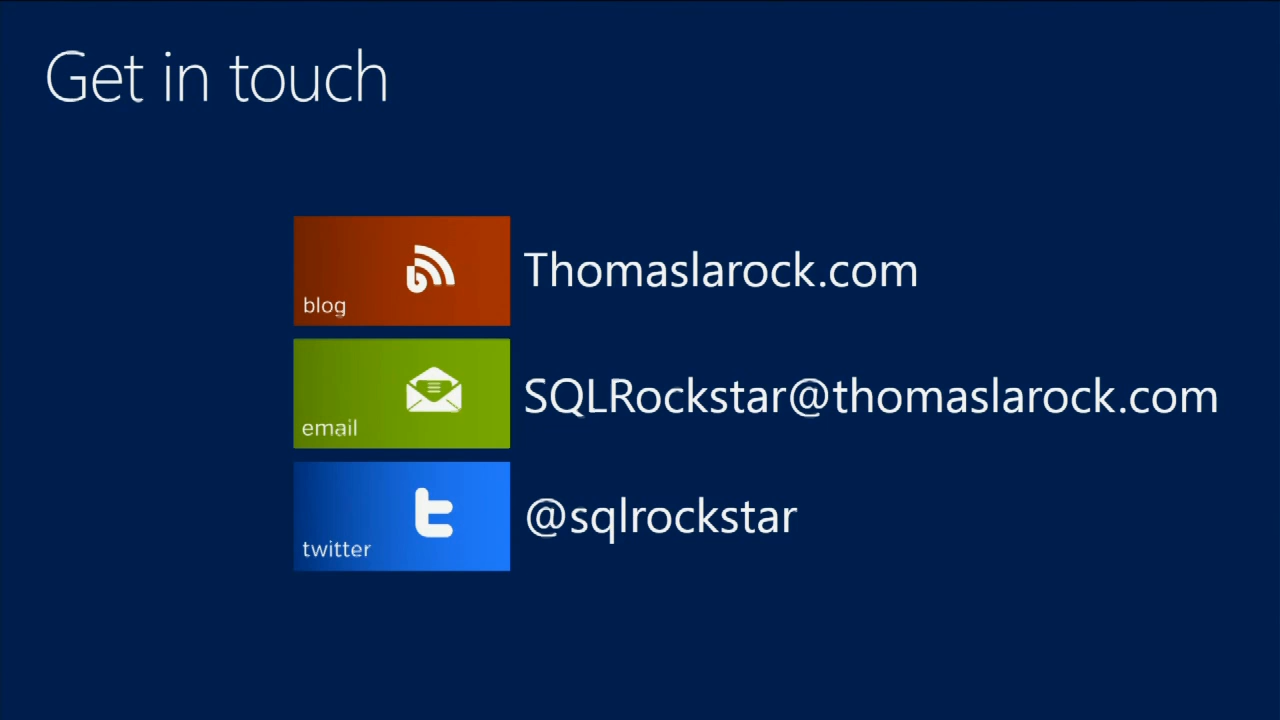 Get in touch
blog
Thomaslarock.com
email
SQLRockstar@thomaslarock.com
twitter
@sqlrockstar